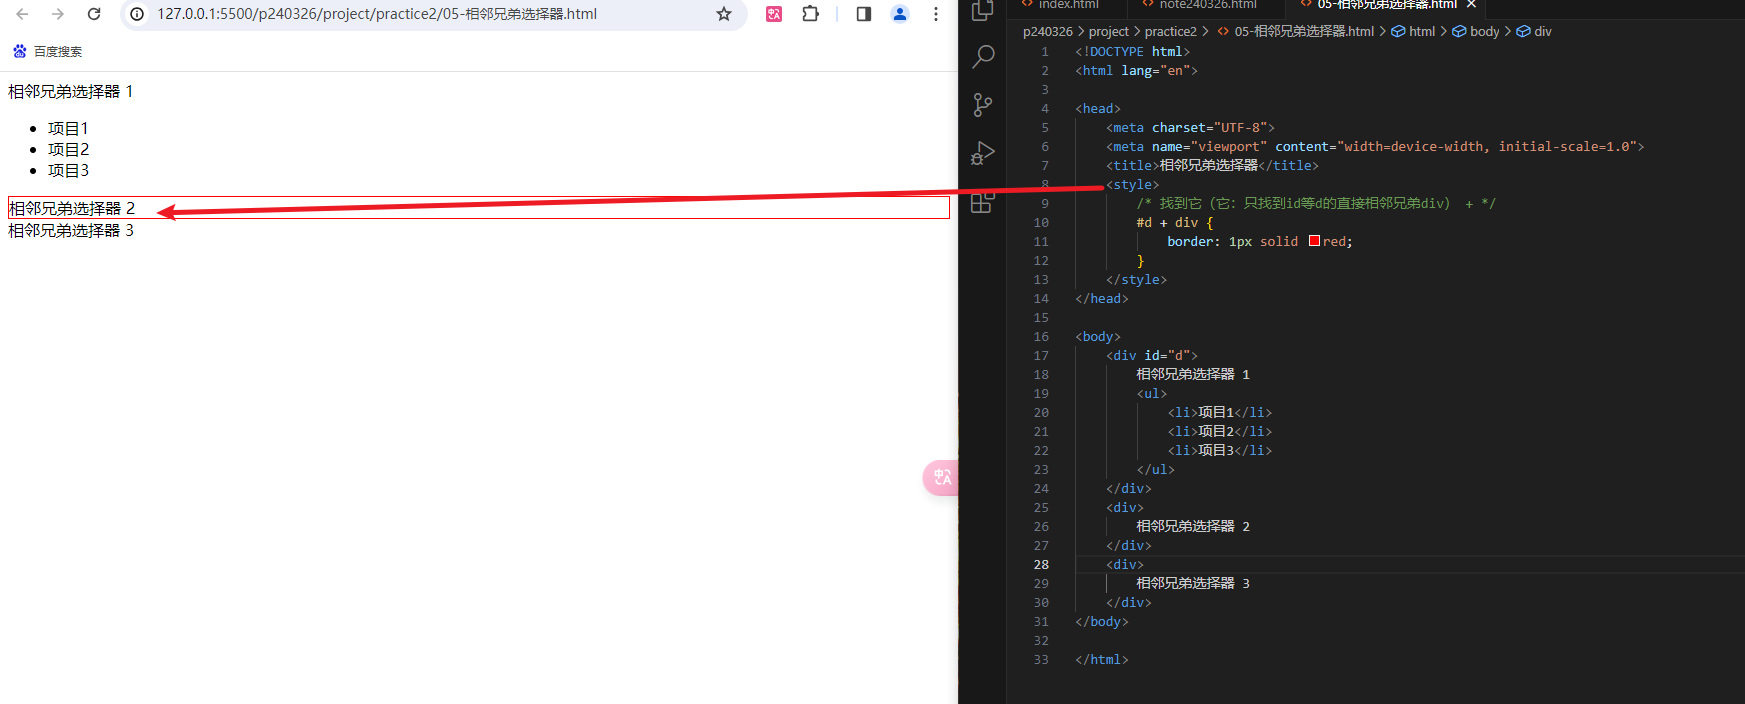 127.0.0.1:5500/p240326/project/practice2/05-相邻兄弟选择器.html
百度搜索
相邻兄弟选择器 1
• 项目1
• 项目2
• 项目3
相邻兄弟选择器 2
相邻兄弟选择器 3
中A
index.html note240326.html 05-相邻兄弟选择器.html
p240326 > project > practice2 > 05-相邻兄弟选择器.html > html > body > div
1 <!DOCTYPE html>
2 <html lang="en">
3
4 <head>
5 <meta charset="UTF-8">
6 <meta name="viewport" content="width=device-width, initial-scale=1.0">
7 <title>相邻兄弟选择器</title>
8 <style>
9 /* 找到它（它：只找到id等d的直接相邻兄弟div） + */
10 #d + div {
11 border: 1px solid red;
12 }
13 </style>
14 </head>
15
16 <body>
17 <div id="d">
18 相邻兄弟选择器 1
19 <ul>
20 <li>项目1</li>
21 <li>项目2</li>
22 <li>项目3</li>
23 </ul>
24 </div>
25 <div>
26 相邻兄弟选择器 2
27 </div>
28 <div>
29 相邻兄弟选择器 3
30 </div>
31 </body>
32
33 </html>